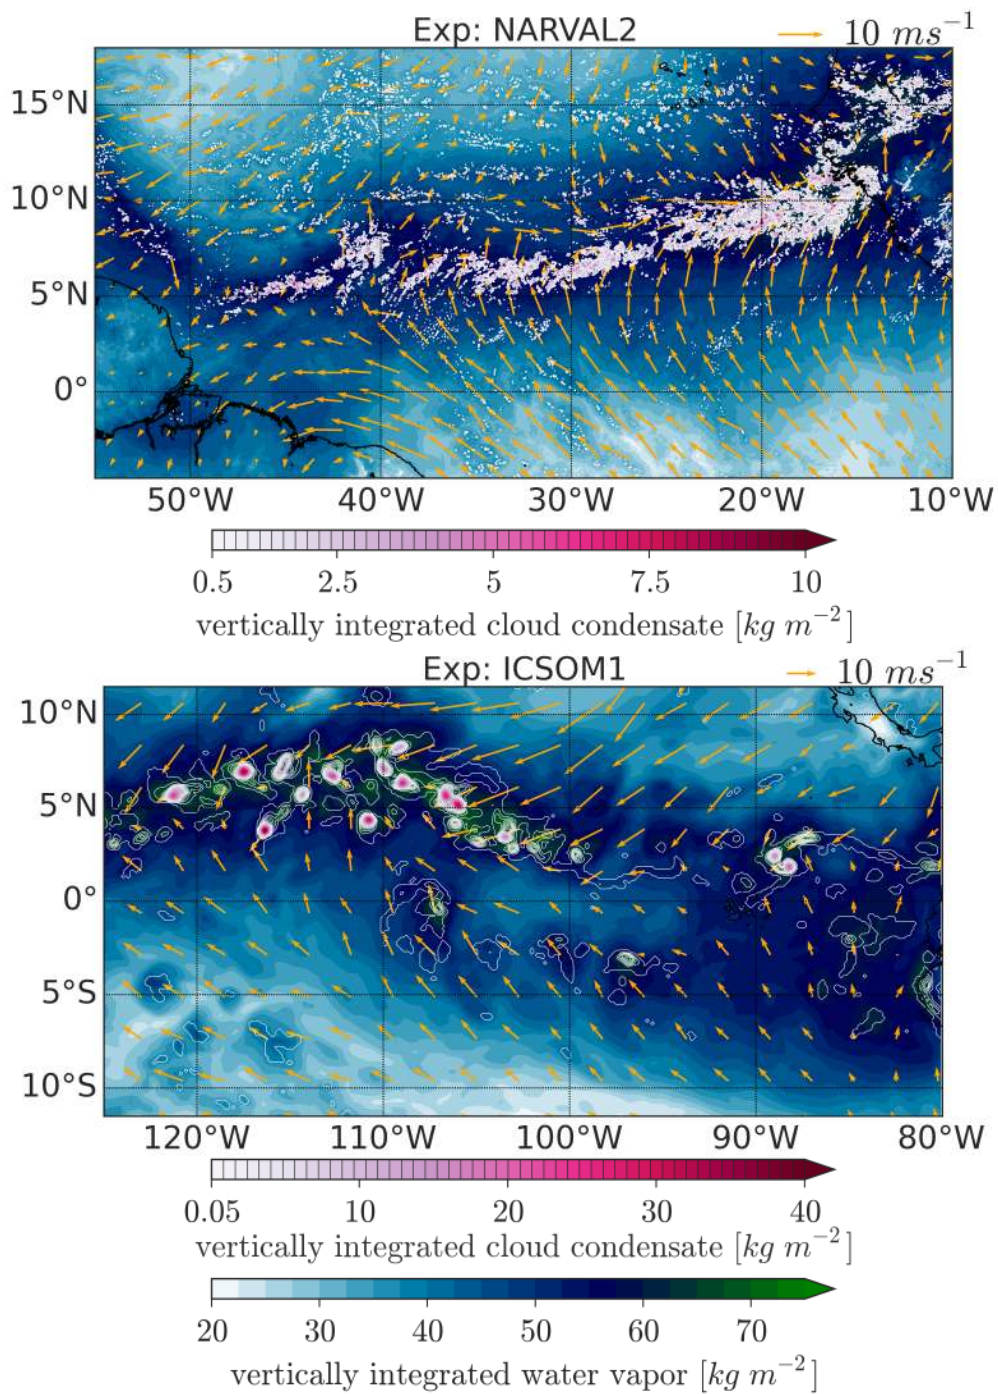 Exp: NARVAL2 10 ms⁻¹
15°N
10°N
5°N
0°
50°W 40°W 30°W 20°W 10°W
0.5 2.5 5 7.5 10
vertically integrated cloud condensate [kg m⁻²]
Exp: ICSOM1 10 ms⁻¹
10°N
5°N
0°
5°S
10°S
120°W 110°W 100°W 90°W 80°W
0.05 10 20 30 40
vertically integrated cloud condensate [kg m⁻²]
20 30 40 50 60 70
vertically integrated water vapor [kg m⁻²]